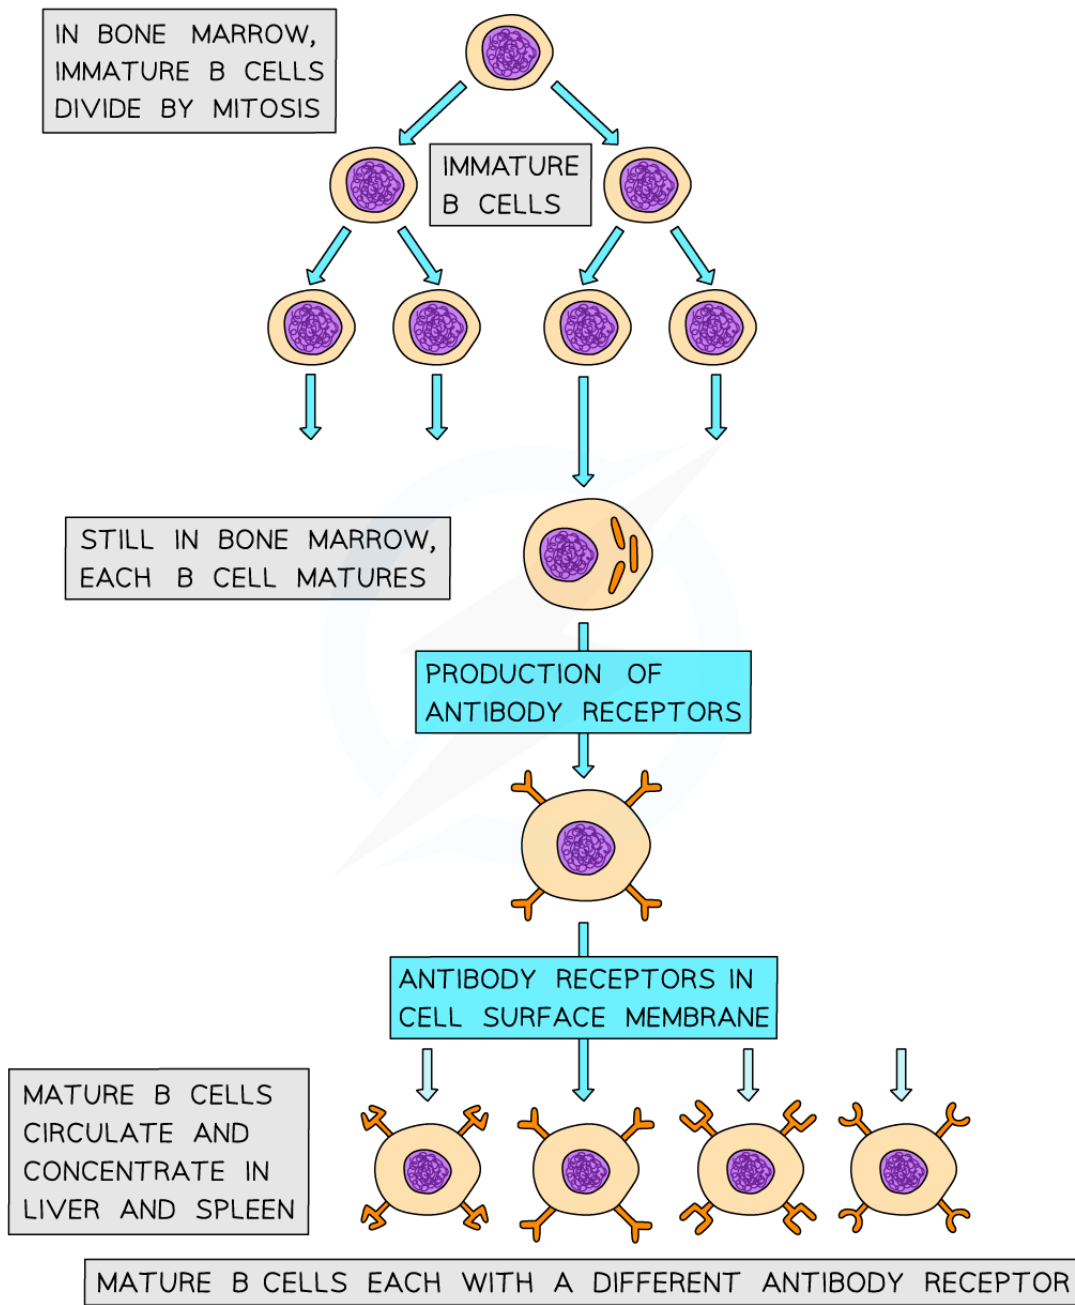 IN BONE MARROW,
IMMATURE B CELLS
DIVIDE BY MITOSIS
IMMATURE
B CELLS
STILL IN BONE MARROW,
EACH B CELL MATURES
PRODUCTION OF
ANTIBODY RECEPTORS
ANTIBODY RECEPTORS IN
CELL SURFACE MEMBRANE
MATURE B CELLS
CIRCULATE AND
CONCENTRATE IN
LIVER AND SPLEEN
MATURE B CELLS EACH WITH A DIFFERENT ANTIBODY RECEPTOR